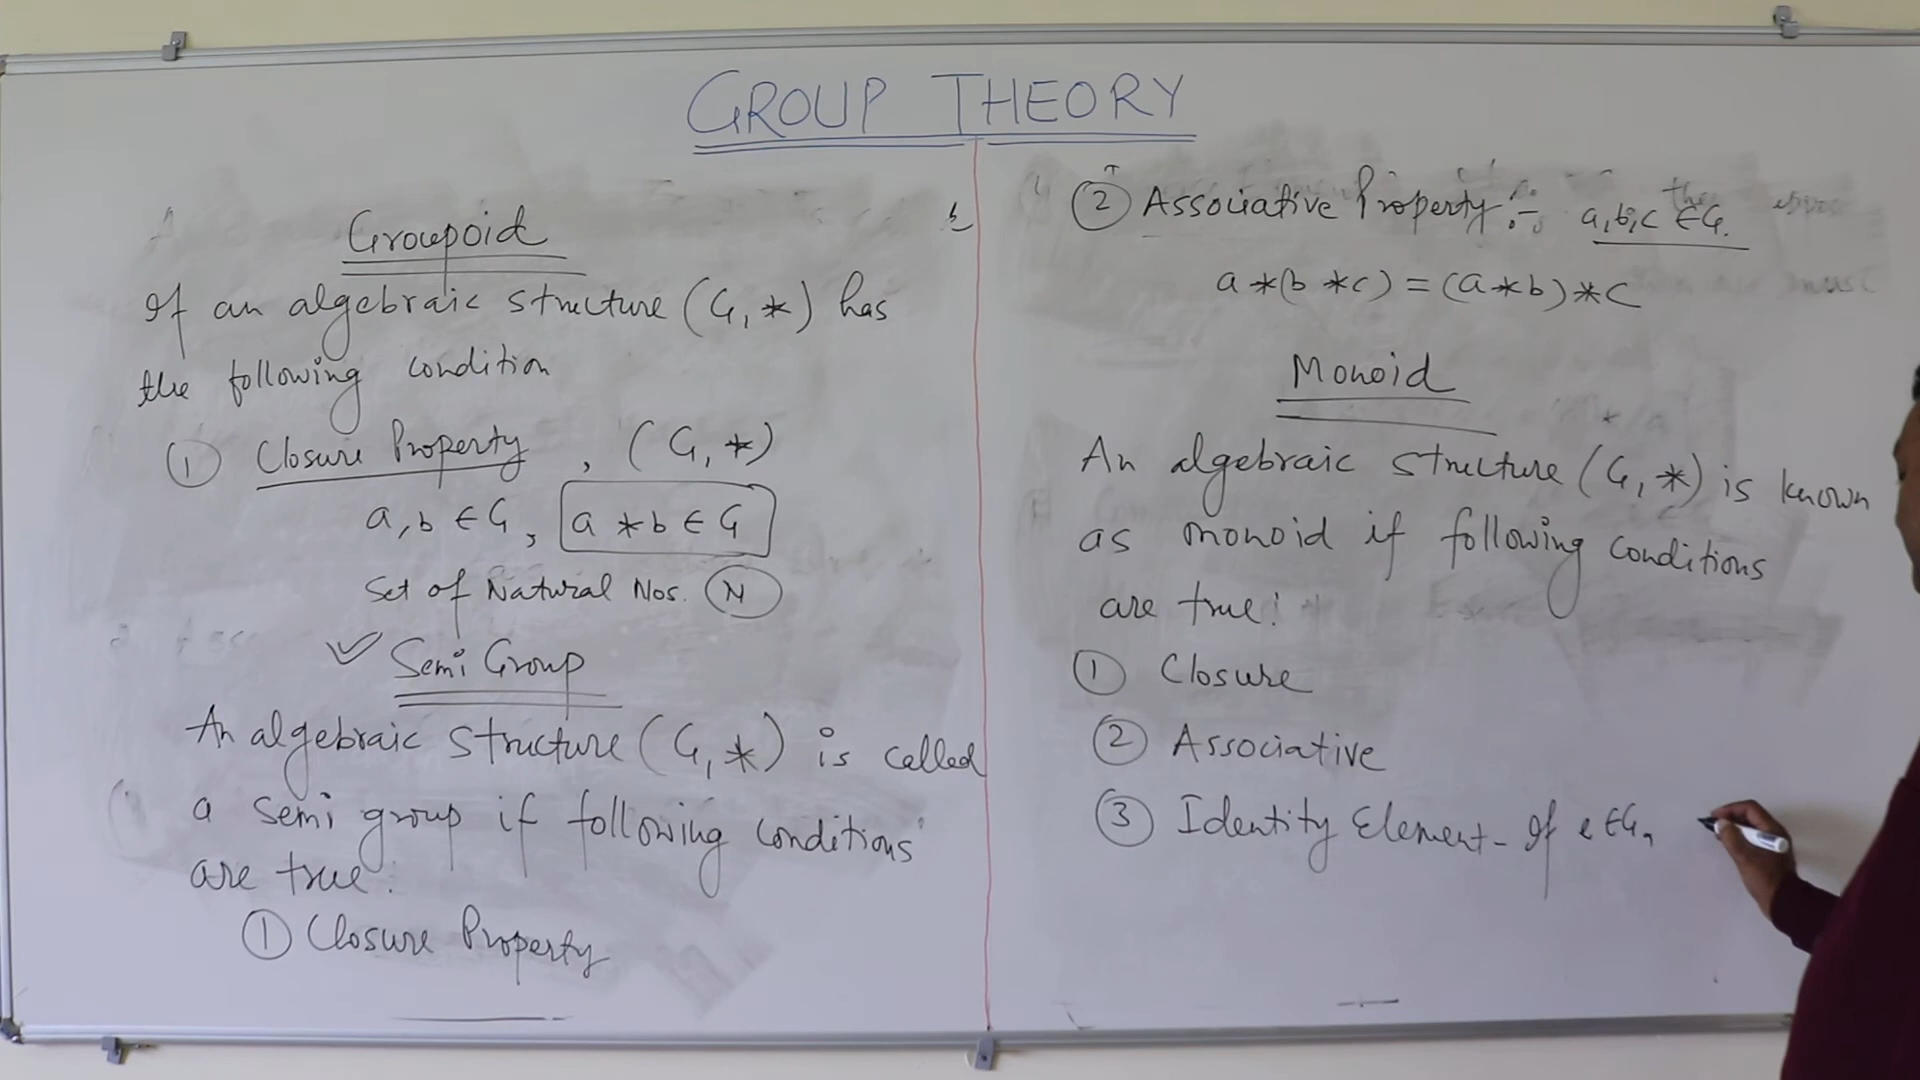 GROUP THEORY
Groupoid
If an algebraic structure (G, *) has
the following condition
① Closure Property, (G, *)
a, b ∈ G, a * b ∈ G
Set of Natural Nos. N
✓ Semi Group
An algebraic structure (G, *) is called
a semi group if following conditions
are true:
① Closure Property
② Associative Property :- a, b, c ∈ G.
a * (b * c) = (a * b) * c
Monoid
An algebraic structure (G, *) is known
as monoid if following conditions
are true:
① Closure
② Associative
③ Identity Element - If e ∈ G,